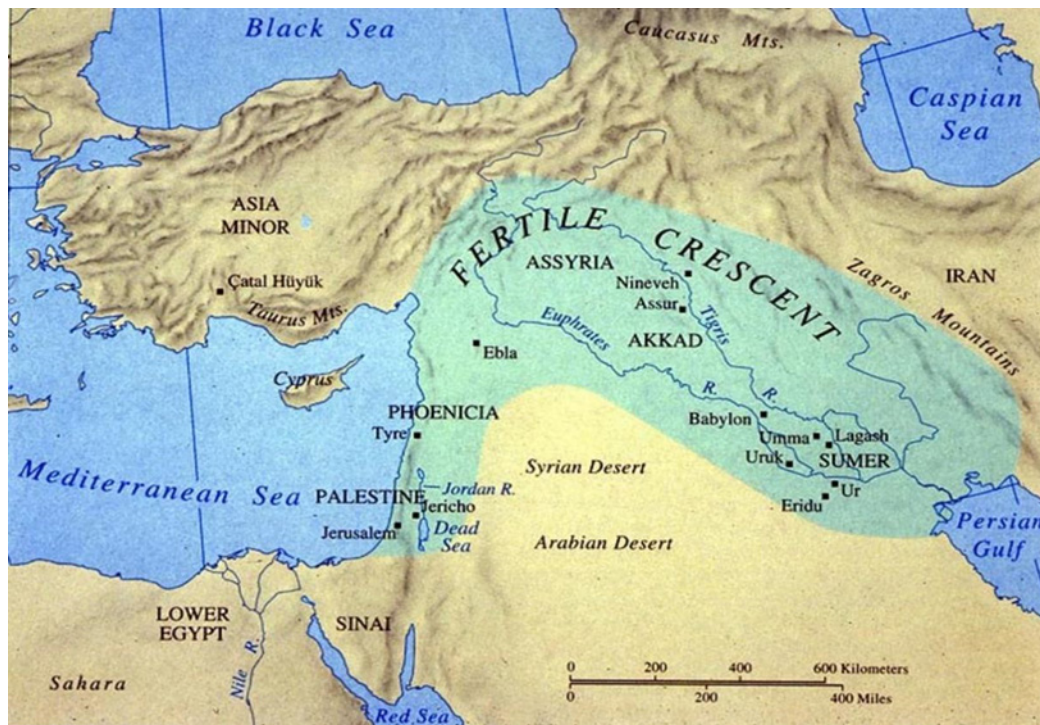 Black Sea
Caucasus Mts.
Caspian
Sea
ASIA
MINOR
FERTILE CRESCENT
ASSYRIA
Nineveh
Assur
Zagros Mountains
IRAN
Çatal Hüyük
Taurus Mts.
Euphrates R.
AKKAD
Tigris R.
Ebla
Cyprus
PHOENICIA
Tyre
Babylon
Umma
Lagash
Uruk
SUMER
Mediterranean Sea
Syrian Desert
PALESTINE
Jordan R.
Jericho
Ur
Eridu
Jerusalem
Dead
Sea
Arabian Desert
Persian
Gulf
LOWER
EGYPT
SINAI
Nile R.
Sahara
Red Sea
0 200 400 600 Kilometers
0 200 400 Miles